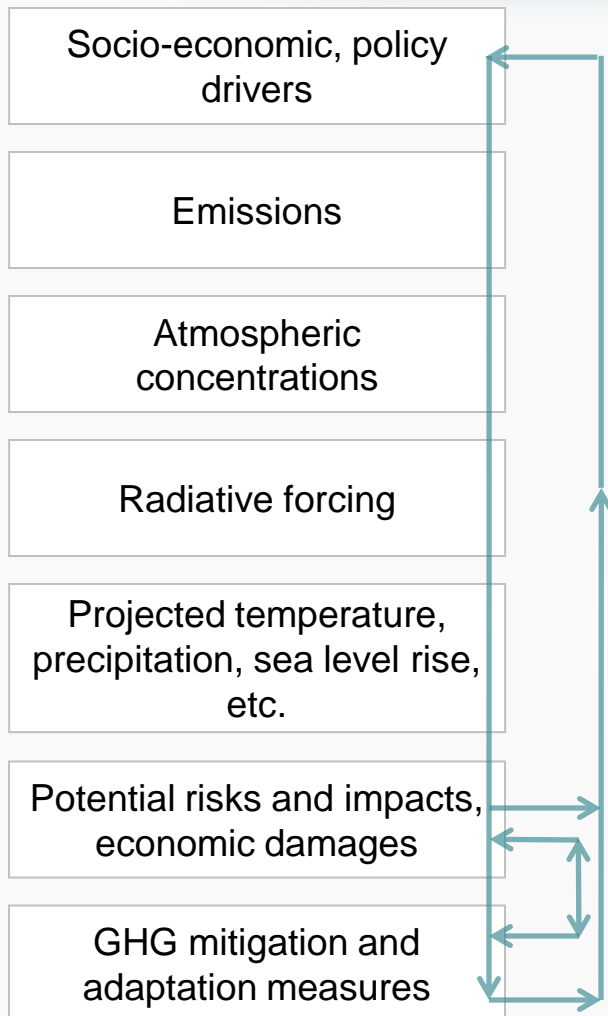 Socio-economic, policy
drivers
Emissions
Atmospheric
concentrations
Radiative forcing
Projected temperature,
precipitation, sea level rise,
etc.
Potential risks and impacts,
economic damages
GHG mitigation and
adaptation measures